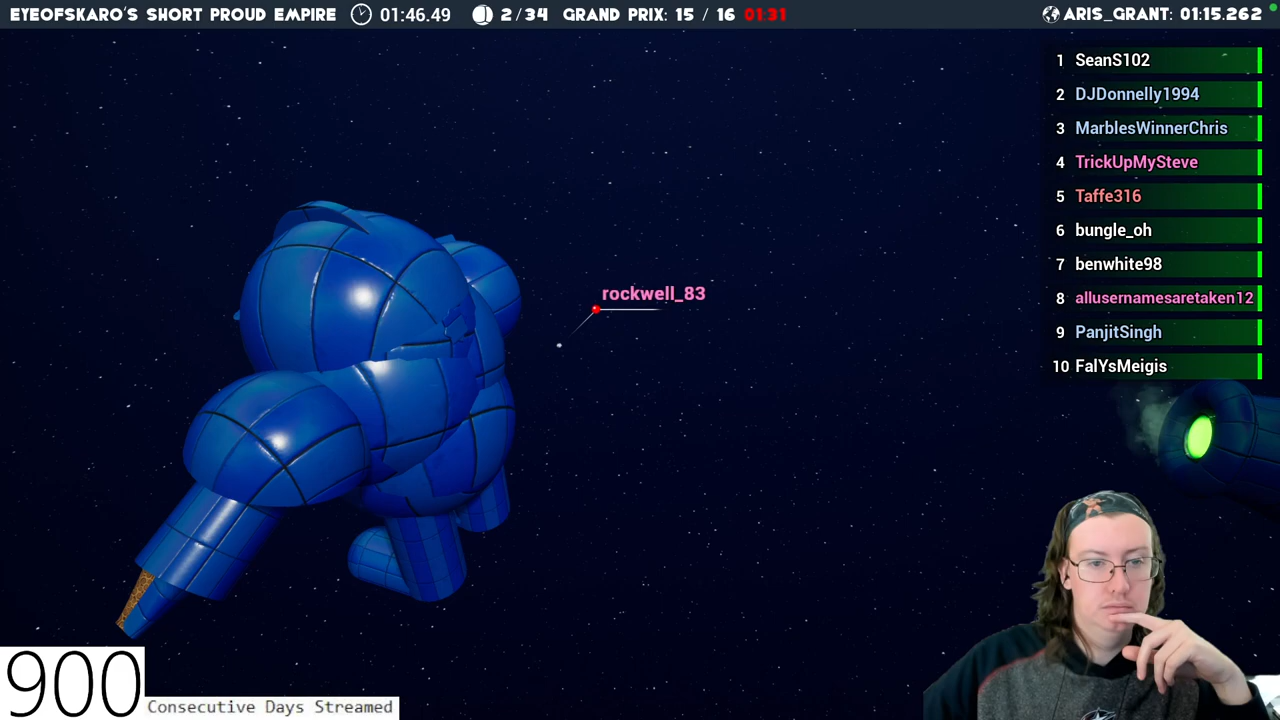 EYEOFSKARO'S SHORT PROUD EMPIRE 01:46.49 2/34 GRAND PRIX: 15 / 16 01:31 ARIS_GRANT: 01:15.262
1 SeanS102
2 DJDonnelly1994
3 MarblesWinnerChris
4 TrickUpMySteve
5 Taffe316
6 bungle_oh
7 benwhite98
8 allusernamesaretaken12
9 PanjitSingh
10 FalYsMeigis
rockwell_83
900 Consecutive Days Streamed